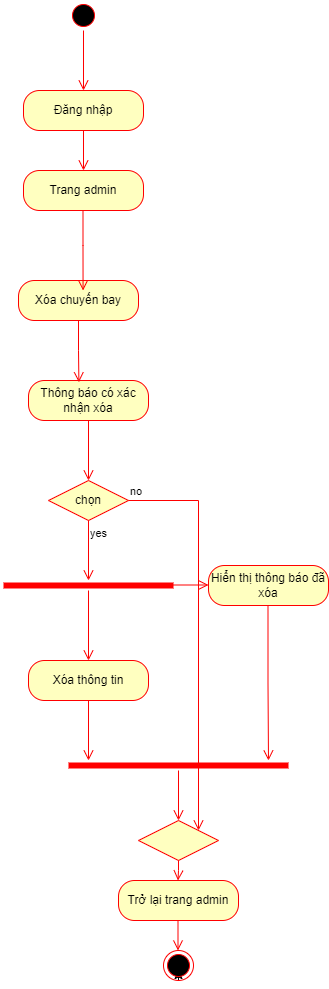 Đăng nhập
Trang admin
Xóa chuyến bay
Thông báo có xác
nhận xóa
chọn
no
yes
Hiển thị thông báo đã
xóa
Xóa thông tin
Trở lại trang admin